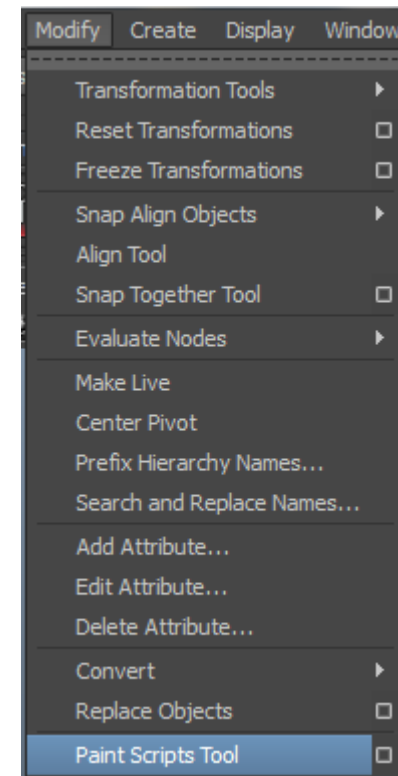 Modify Create Display Window
Transformation Tools
Reset Transformations
Freeze Transformations
Snap Align Objects
Align Tool
Snap Together Tool
Evaluate Nodes
Make Live
Center Pivot
Prefix Hierarchy Names...
Search and Replace Names...
Add Attribute...
Edit Attribute...
Delete Attribute...
Convert
Replace Objects
Paint Scripts Tool